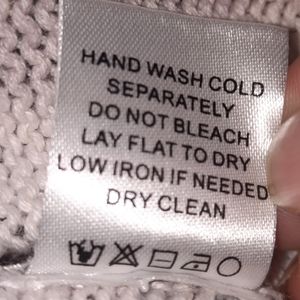 HAND WASH COLD
SEPARATELY
DO NOT BLEACH
LAY FLAT TO DRY
LOW IRON IF NEEDED
DRY CLEAN